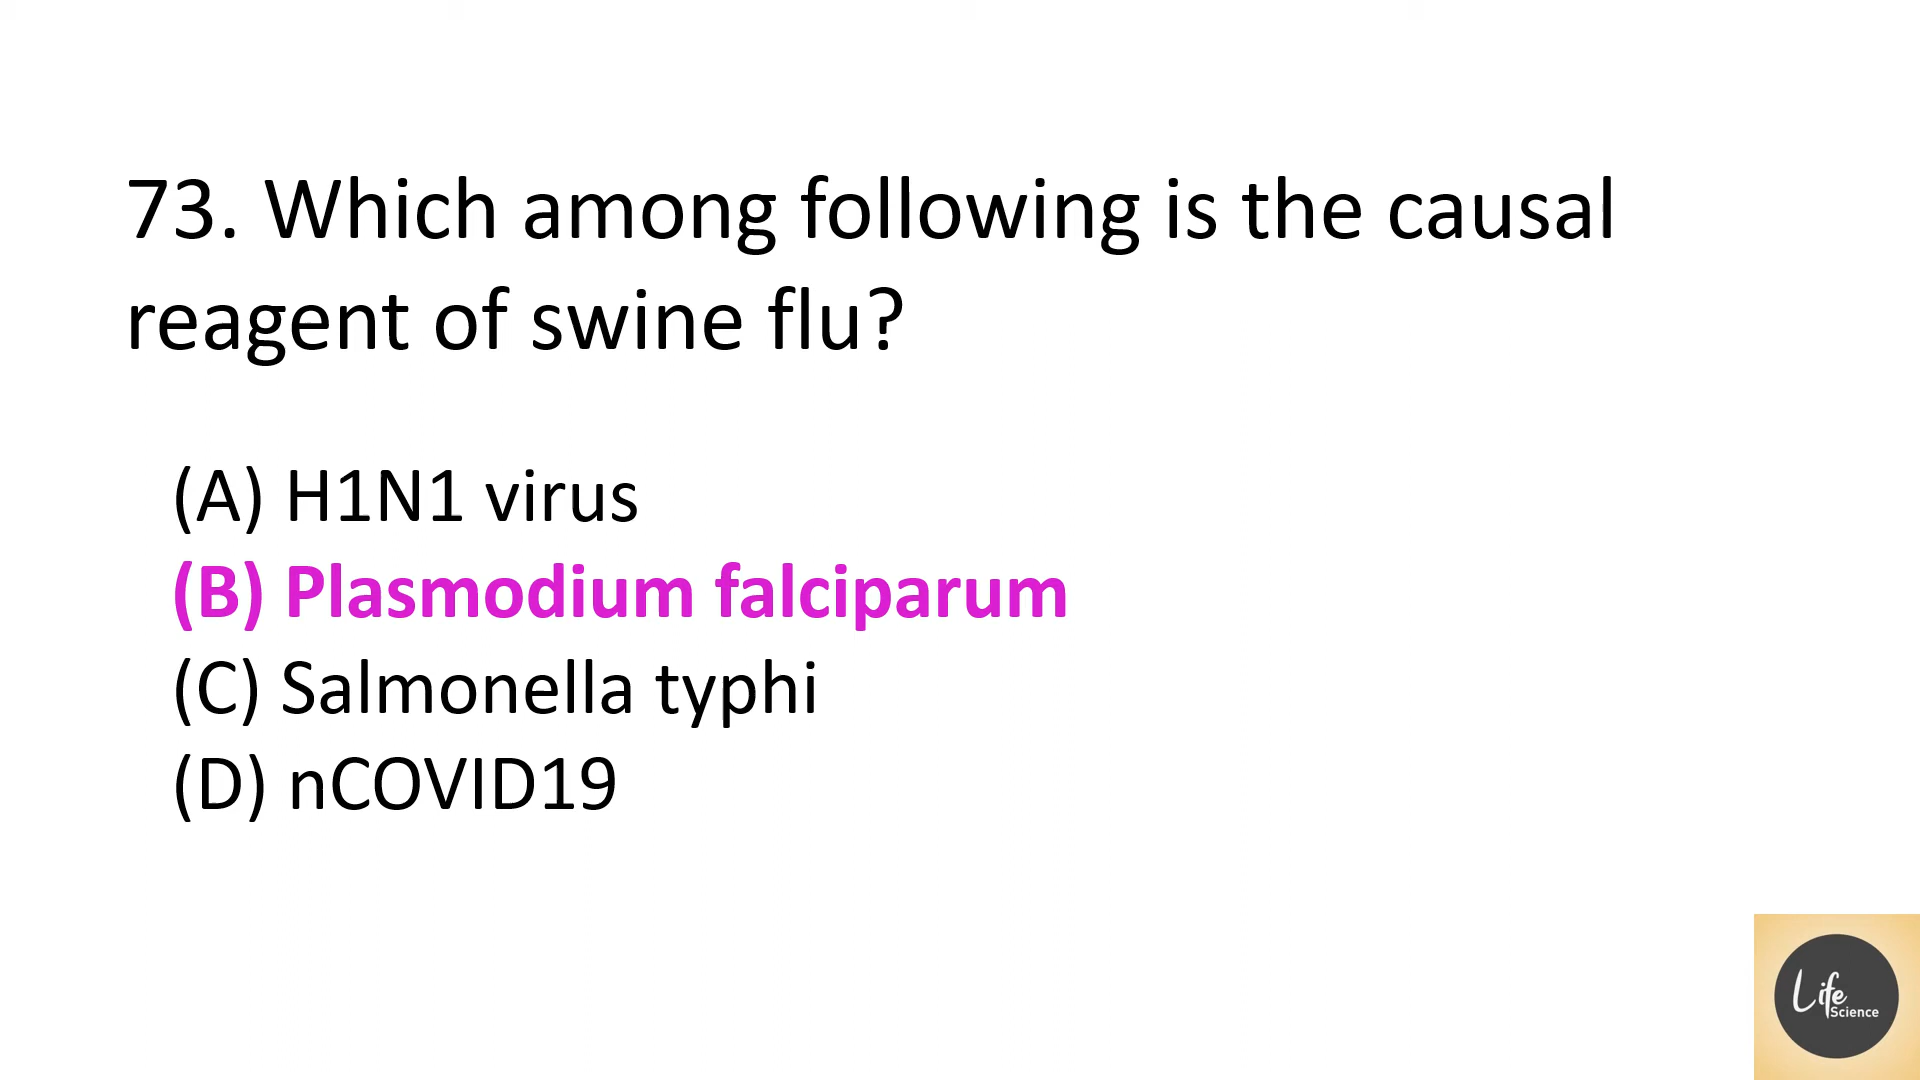 73. Which among following is the causal
reagent of swine flu?
(A) H1N1 virus
(B) Plasmodium falciparum
(C) Salmonella typhi
(D) nCOVID19
Life
Science